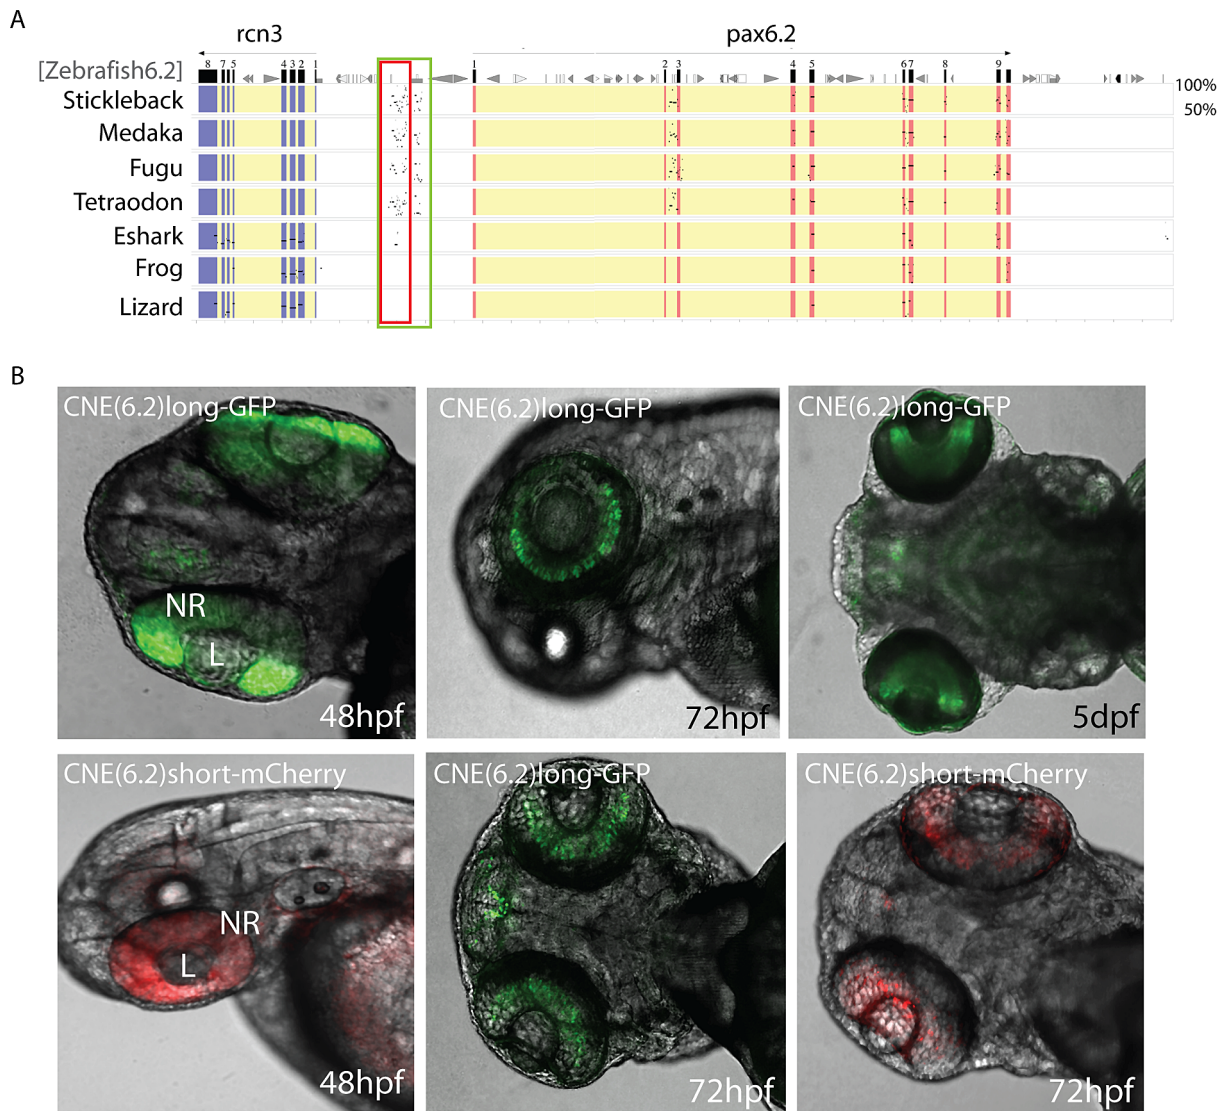 A
rcn3 pax6.2
[Zebrafish6.2] 8 7 5 4 3 2 1 1 2 3 4 5 67 8 9
Stickleback 100%
50%
Medaka
Fugu
Tetraodon
Eshark
Frog
Lizard
B
CNE(6.2)long-GFP CNE(6.2)long-GFP CNE(6.2)long-GFP
NR
L
48hpf 72hpf 5dpf
CNE(6.2)short-mCherry CNE(6.2)long-GFP CNE(6.2)short-mCherry
NR
L
48hpf 72hpf 72hpf